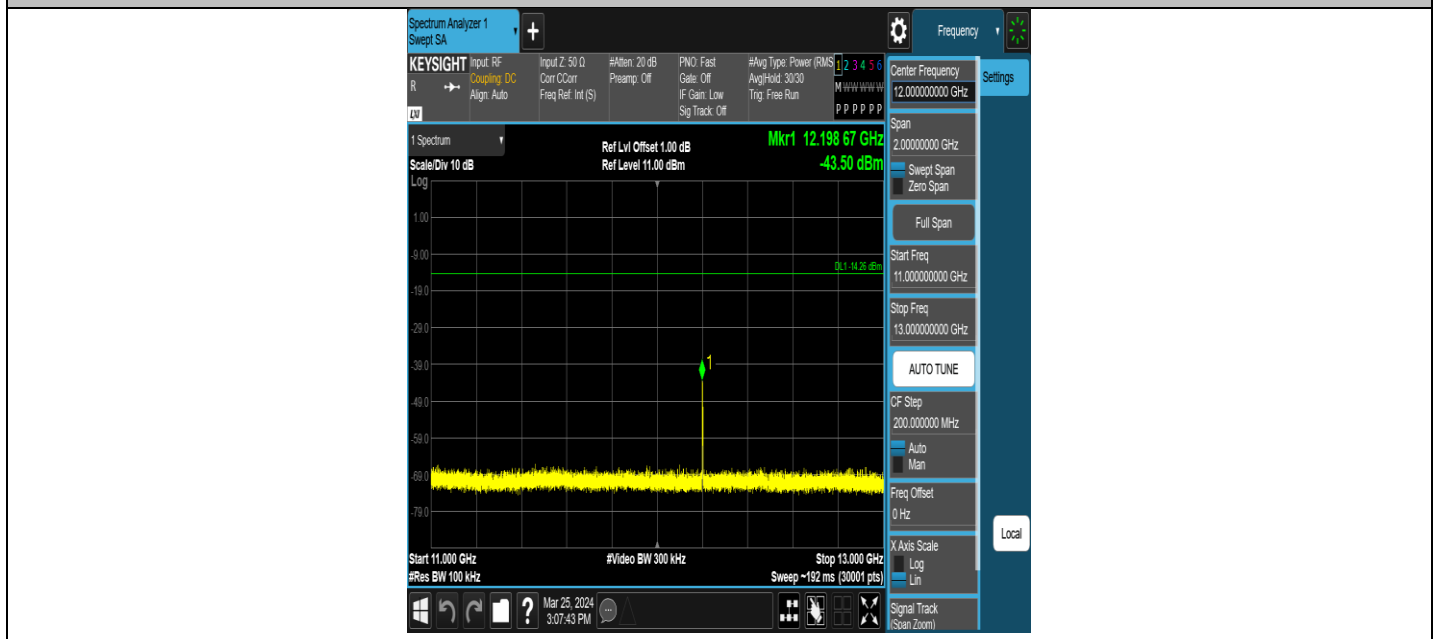 Spectrum Analyzer 1
Swept SA
+
Frequency
KEYSIGHT
R
LXI
Input: RF
Coupling: DC
Align: Auto
Input Z: 50 Ω
Corr CCorr
Freq Ref: Int (S)
#Atten: 20 dB
Preamp: Off
PNO: Fast
Gate: Off
IF Gain: Low
Sig Track: Off
#Avg Type: Power (RMS
Avg|Hold: 30/30
Trig: Free Run
1 2 3 4 5 6
M W W W W W
P P P P P P
1 Spectrum
Scale/Div 10 dB
Log
Ref Lvl Offset 1.00 dB
Ref Level 11.00 dBm
Mkr1 12.198 67 GHz
-43.50 dBm
1.00
-9.00
DL1 -14.26 dBm
-19.0
-29.0
-39.0
1
-49.0
-59.0
-69.0
-79.0
Start 11.000 GHz
#Res BW 100 kHz
#Video BW 300 kHz
Stop 13.000 GHz
Sweep ~192 ms (30001 pts)
?
Mar 25, 2024
3:07:43 PM
Center Frequency
12.00000000 GHz
Span
2.00000000 GHz
Swept Span
Zero Span
Full Span
Start Freq
11.000000000 GHz
Stop Freq
13.000000000 GHz
AUTO TUNE
CF Step
200.000000 MHz
Auto
Man
Freq Offset
0 Hz
X Axis Scale
Log
Lin
Signal Track
(Span Zoom)
Settings
Local